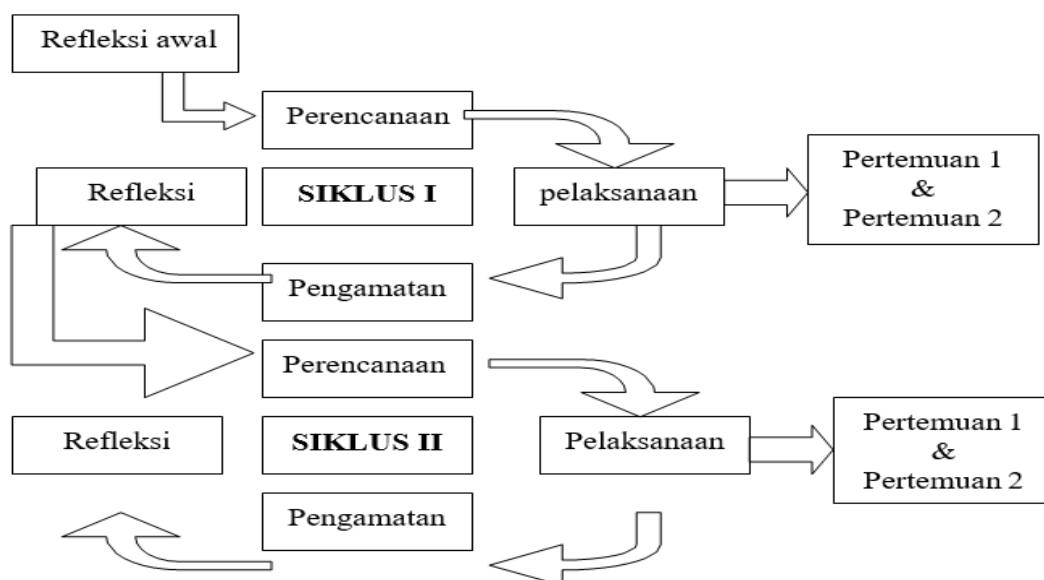 Refleksi awal
Perencanaan
Refleksi
SIKLUS I
pelaksanaan
Pertemuan 1
&
Pertemuan 2
Pengamatan
Perencanaan
Refleksi
SIKLUS II
Pelaksanaan
Pertemuan 1
&
Pertemuan 2
Pengamatan